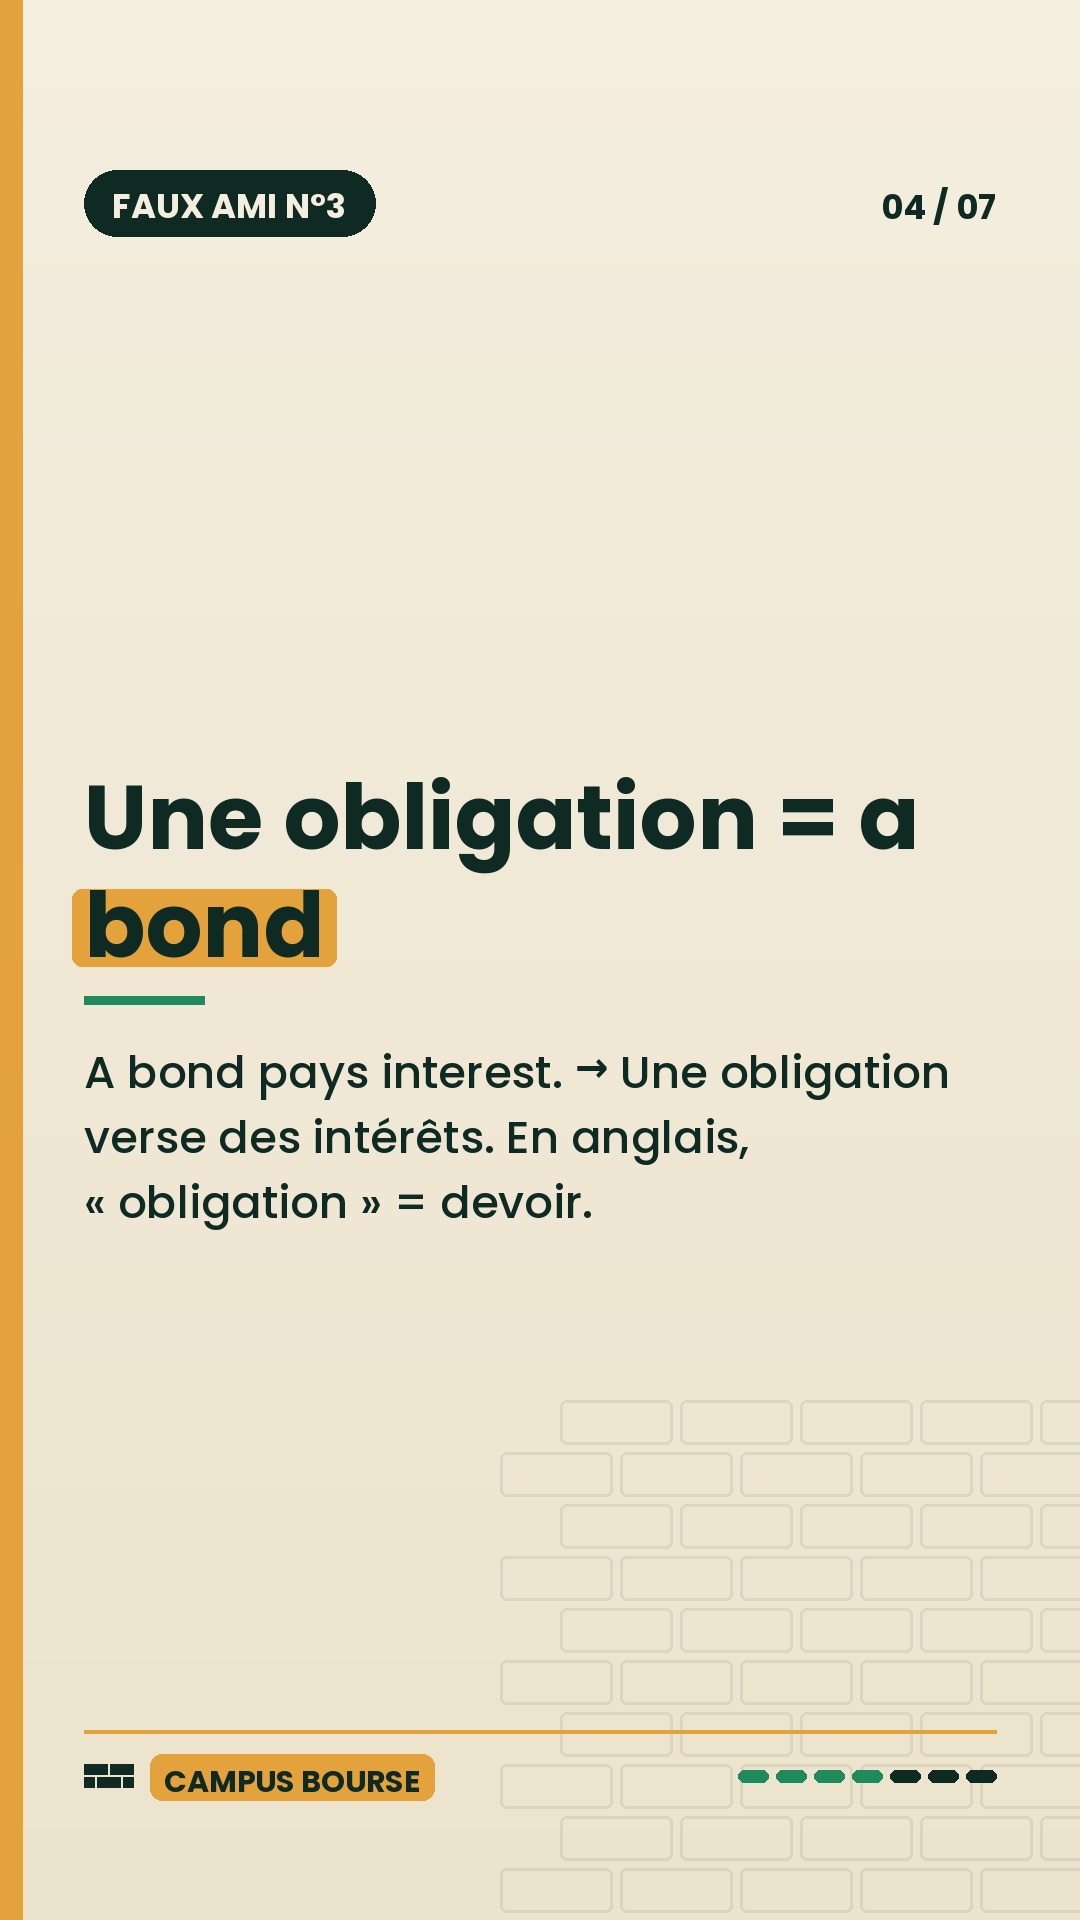 FAUX AMI N°3
04 / 07
Une obligation = a
bond
A bond pays interest. → Une obligation
verse des intérêts. En anglais,
« obligation » = devoir.
CAMPUS BOURSE